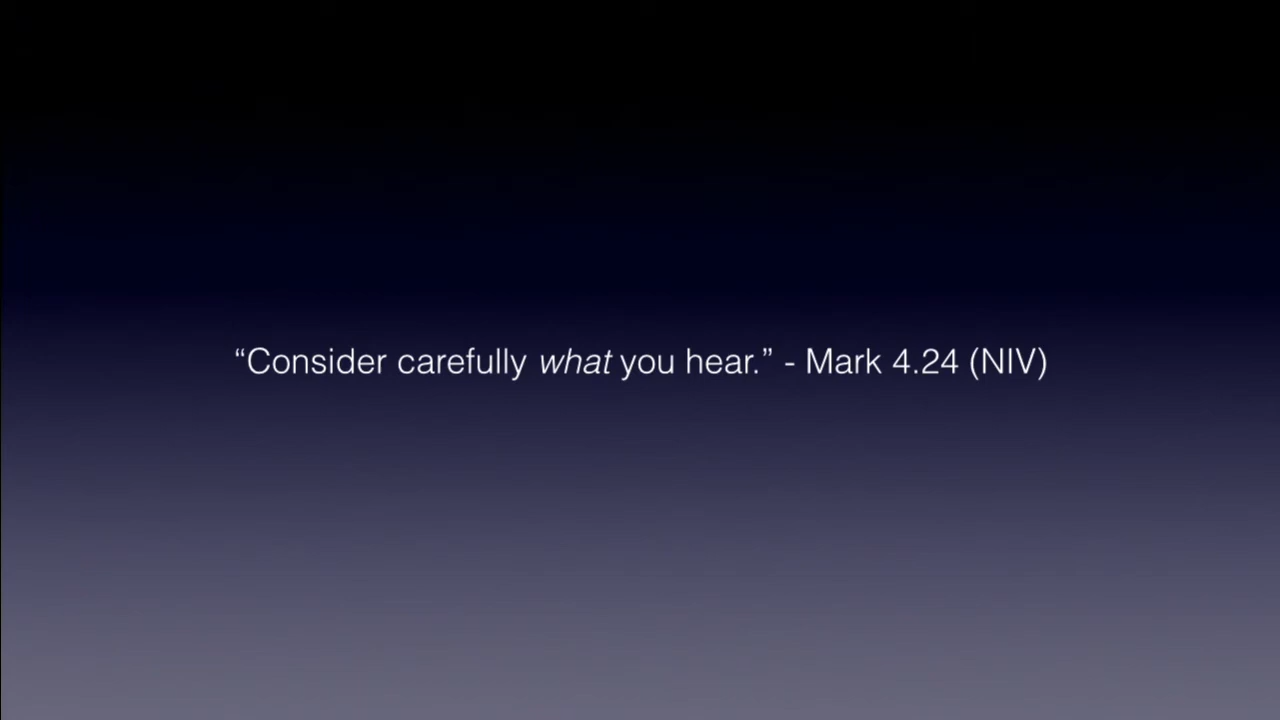 “Consider carefully what you hear.” - Mark 4.24 (NIV)